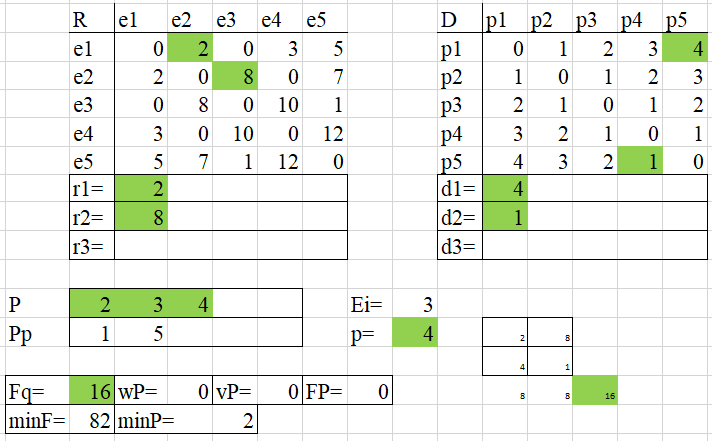 R e1 e2 e3 e4 e5 D p1 p2 p3 p4 p5
e1 0 2 0 3 5 p1 0 1 2 3 4
e2 2 0 8 0 7 p2 1 0 1 2 3
e3 0 8 0 10 1 p3 2 1 0 1 2
e4 3 0 10 0 12 p4 3 2 1 0 1
e5 5 7 1 12 0 p5 4 3 2 1 0
r1= 2 d1= 4
r2= 8 d2= 1
r3= d3=
P 2 3 4 Ei= 3
Pp 1 5 p= 4 2 8
4 1
Fq= 16 wP= 0 vP= 0 FP= 0 8 8 16
minF= 82 minP= 2